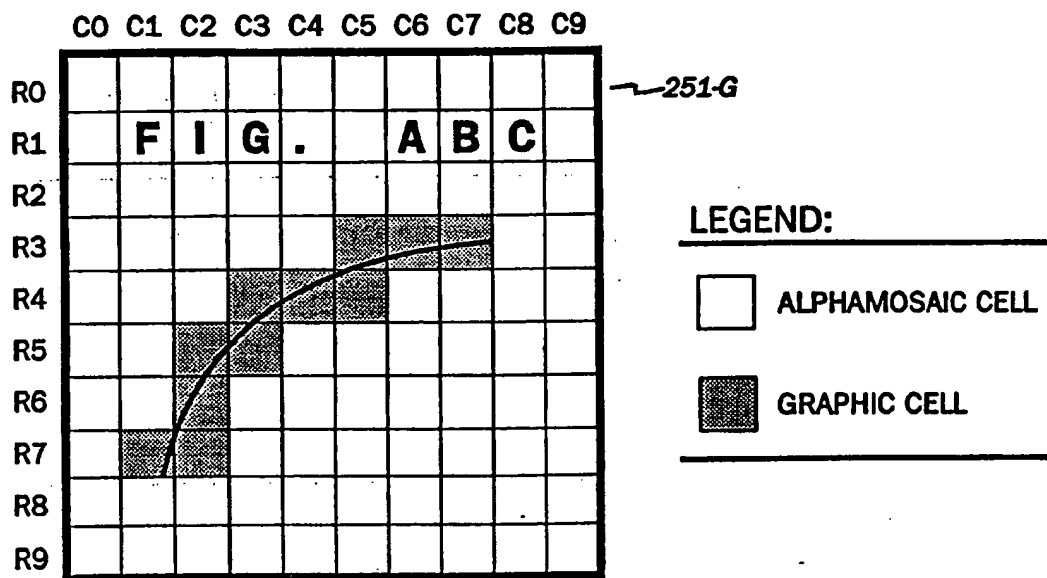 C0 C1 C2 C3 C4 C5 C6 C7 C8 C9
R0
251-G
R1 F I G . A B C
R2
R3
LEGEND:
R4
ALPHAMOSAIC CELL
R5
R6
GRAPHIC CELL
R7
R8
R9